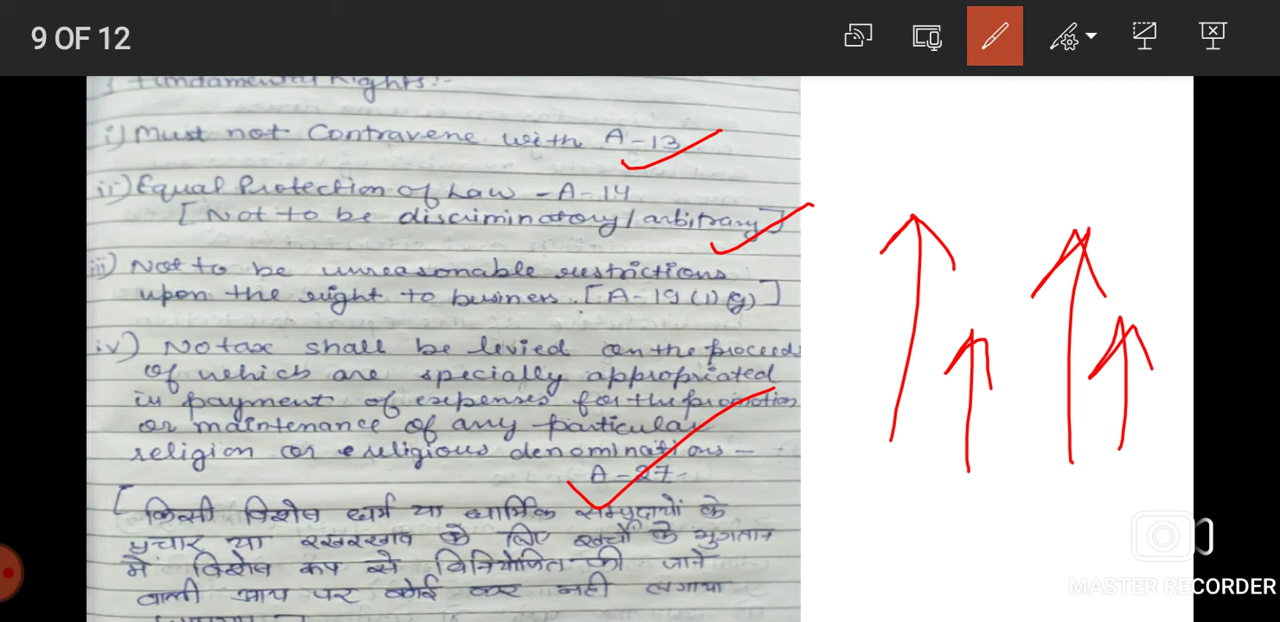 9 OF 12
Fundamental Rights:-
i) Must not Contravene with A-13
ii) Equal Protection of Law - A-14
[Not to be discriminatory/arbitrary]
iii) Not to be unreasonable restrictions
upon the right to business. [A-19(1)(g)]
iv) No tax shall be levied on the proceeds
of which are specially appropriated
in payment of expenses for the promotion
or maintenance of any particular
religion or religious denominations -
A-27-
[किसी विशेष धर्म या धार्मिक सम्प्रदायों के
प्रचार या रखरखाव के लिए खर्चों के भुगतान
में विशेष रूप से विनियोजित की जाने
वाली आय पर कोई कर नहीं लगाया
MASTER RECORDER